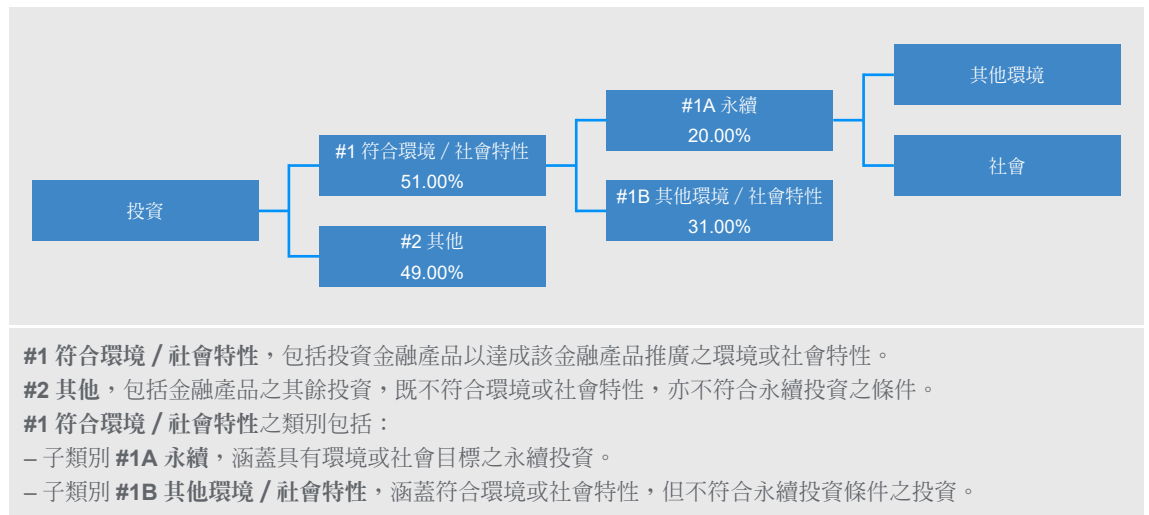 投資
#1 符合環境 / 社會特性
51.00%
#2 其他
49.00%
#1A 永續
20.00%
#1B 其他環境 / 社會特性
31.00%
其他環境
社會
#1 符合環境 / 社會特性，包括投資金融產品以達成該金融產品推廣之環境或社會特性。
#2 其他，包括金融產品之其餘投資，既不符合環境或社會特性，亦不符合永續投資之條件。
#1 符合環境 / 社會特性之類別包括：
– 子類別 #1A 永續，涵蓋具有環境或社會目標之永續投資。
– 子類別 #1B 其他環境 / 社會特性，涵蓋符合環境或社會特性，但不符合永續投資條件之投資。